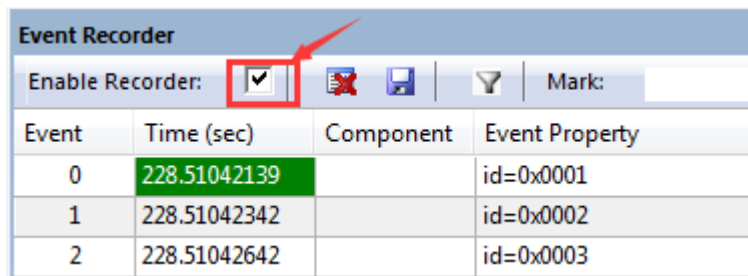 Event Recorder
Enable Recorder: Mark:
Event Time (sec) Component Event Property
0 228.51042139 id=0x0001
1 228.51042342 id=0x0002
2 228.51042642 id=0x0003